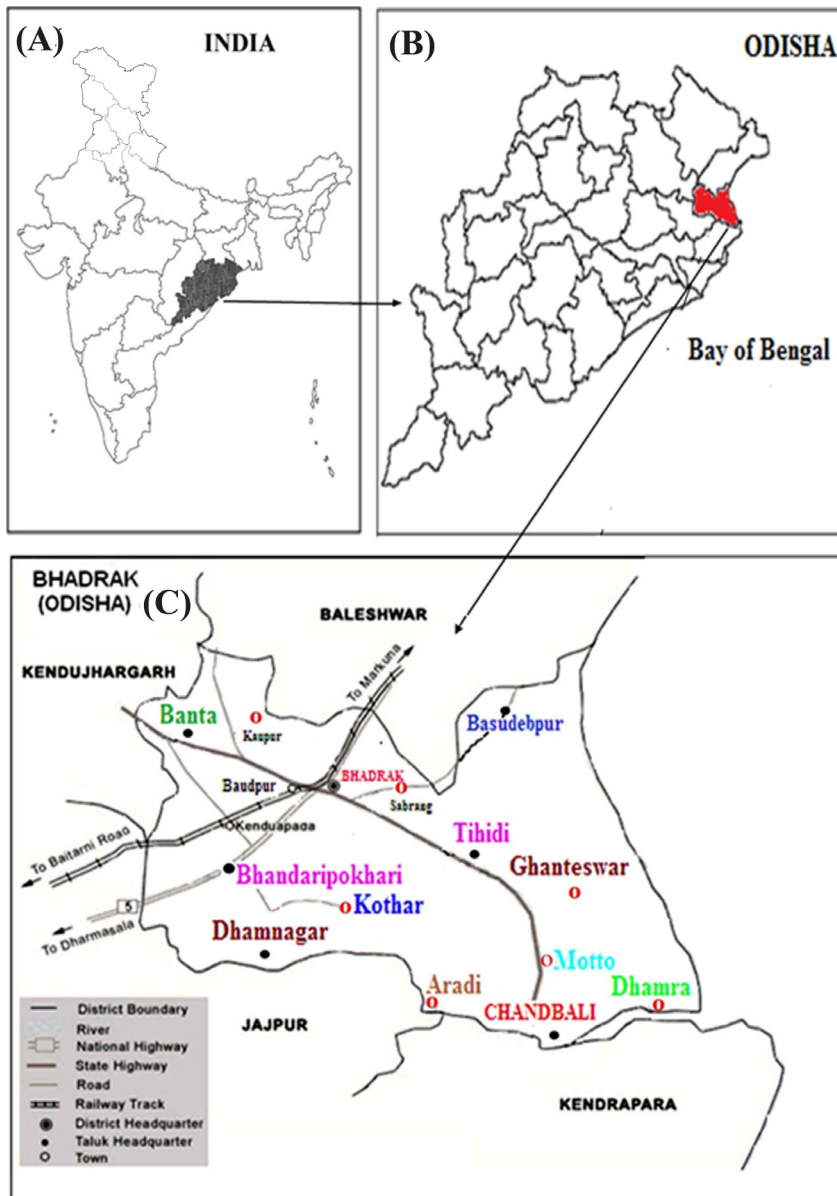 (A)
INDIA
(B)
ODISHA
Bay of Bengal
BHADRAK
(ODISHA)
(C)
BALESHWAR
KENDUJHARGARH
To Markuna
Banta
Kaupur
Basudebpur
Baudpur
BHADRAK
Sabrang
Kenduapada
Tihidi
To Baitarni Road
Bhandaripokhari
Ghanteswar
5
Kothar
To Dharmasala
Dhamnagar
Motto
Aradi
Dhamra
CHANDBALI
JAJPUR
KENDRAPARA
District Boundary
River
National Highway
State Highway
Road
Railway Track
District Headquarter
Taluk Headquarter
Town